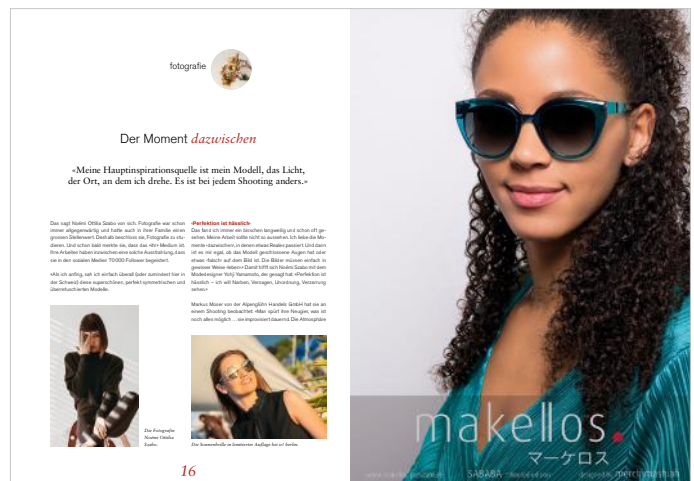 fotografie
Der Moment dazwischen
«Meine Hauptinspirationsquelle ist mein Modell, das Licht,
der Ort, an dem ich drehe. Es ist bei jedem Shooting anders.»
Das sagt Noémi Ottilia Szabo von sich. Fotografie war schon
immer allgegenwärtig und hatte auch in ihrer Familie einen
grossen Stellenwert. Deshalb beschloss sie, Fotografie zu stu-
dieren. Und schon bald merkte sie, dass das «ihr» Medium ist.
Ihre Arbeiten haben inzwischen eine solche Ausstrahlung, dass
sie in den sozialen Medien 70'000 Follower begeistert.
«Als ich anfing, sah ich einfach überall (oder zumindest hier in
der Schweiz) diese superschönen, perfekt symmetrischen und
überretuschierten Modelle.
«Perfektion ist hässlich»
Das fand ich immer ein bisschen langweilig und schon oft ge-
sehen. Meine Arbeit sollte nicht so aussehen. Ich liebe die Mo-
mente «dazwischen», in denen etwas Reales passiert. Und dann
ist es mir egal, ob das Modell geschlossene Augen hat oder
etwas «falsch» auf dem Bild ist. Die Bilder müssen einfach in
gewisser Weise «leben».» Damit trifft sich Noémi Szabo mit dem
Modedesigner Yohji Yamamoto, der gesagt hat: «Perfektion ist
hässlich – ich will Narben, Versagen, Unordnung, Verzerrung
sehen.»
Markus Moser von der Alpenglühn Handels GmbH hat sie an
einem Shooting beobachtet: «Man spürt ihre Neugier, was ist
noch alles möglich ... sie improvisiert dauernd. Die Atmosphäre
Die Fotografin
Noémi Ottilia
Szabo.
Die Sonnenbrille in limitierter Auflage hat ic! berlin.
16
makellos.
マーケロス
SABABA